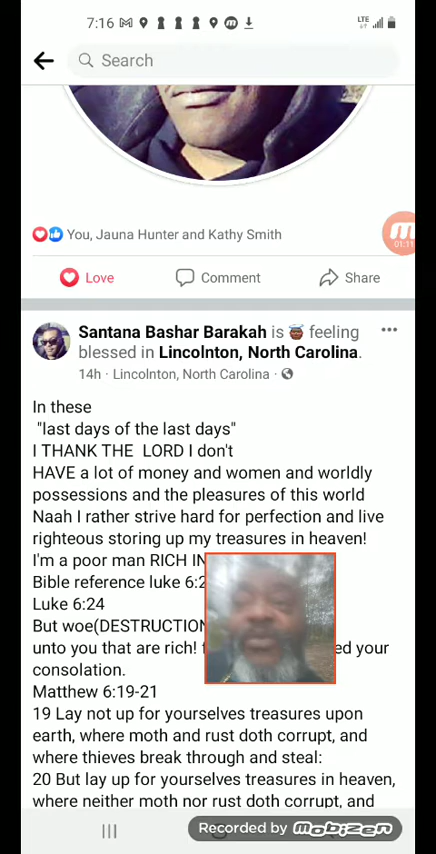 7:16
LTE
Search
01:11
You, Jauna Hunter and Kathy Smith
Love Comment Share
Santana Bashar Barakah is feeling
blessed in Lincolnton, North Carolina.
14h · Lincolnton, North Carolina ·
In these
"last days of the last days"
I THANK THE LORD I don't
HAVE a lot of money and women and worldly
possessions and the pleasures of this world
Naah I rather strive hard for perfection and live
righteous storing up my treasures in heaven!
I'm a poor man RICH IN
Bible reference luke 6:2
Luke 6:24
But woe(DESTRUCTION
unto you that are rich! your
consolation.
Matthew 6:19-21
19 Lay not up for yourselves treasures upon
earth, where moth and rust doth corrupt, and
where thieves break through and steal:
20 But lay up for yourselves treasures in heaven,
where neither moth nor rust doth corrupt, and
Recorded by MOBIZEN